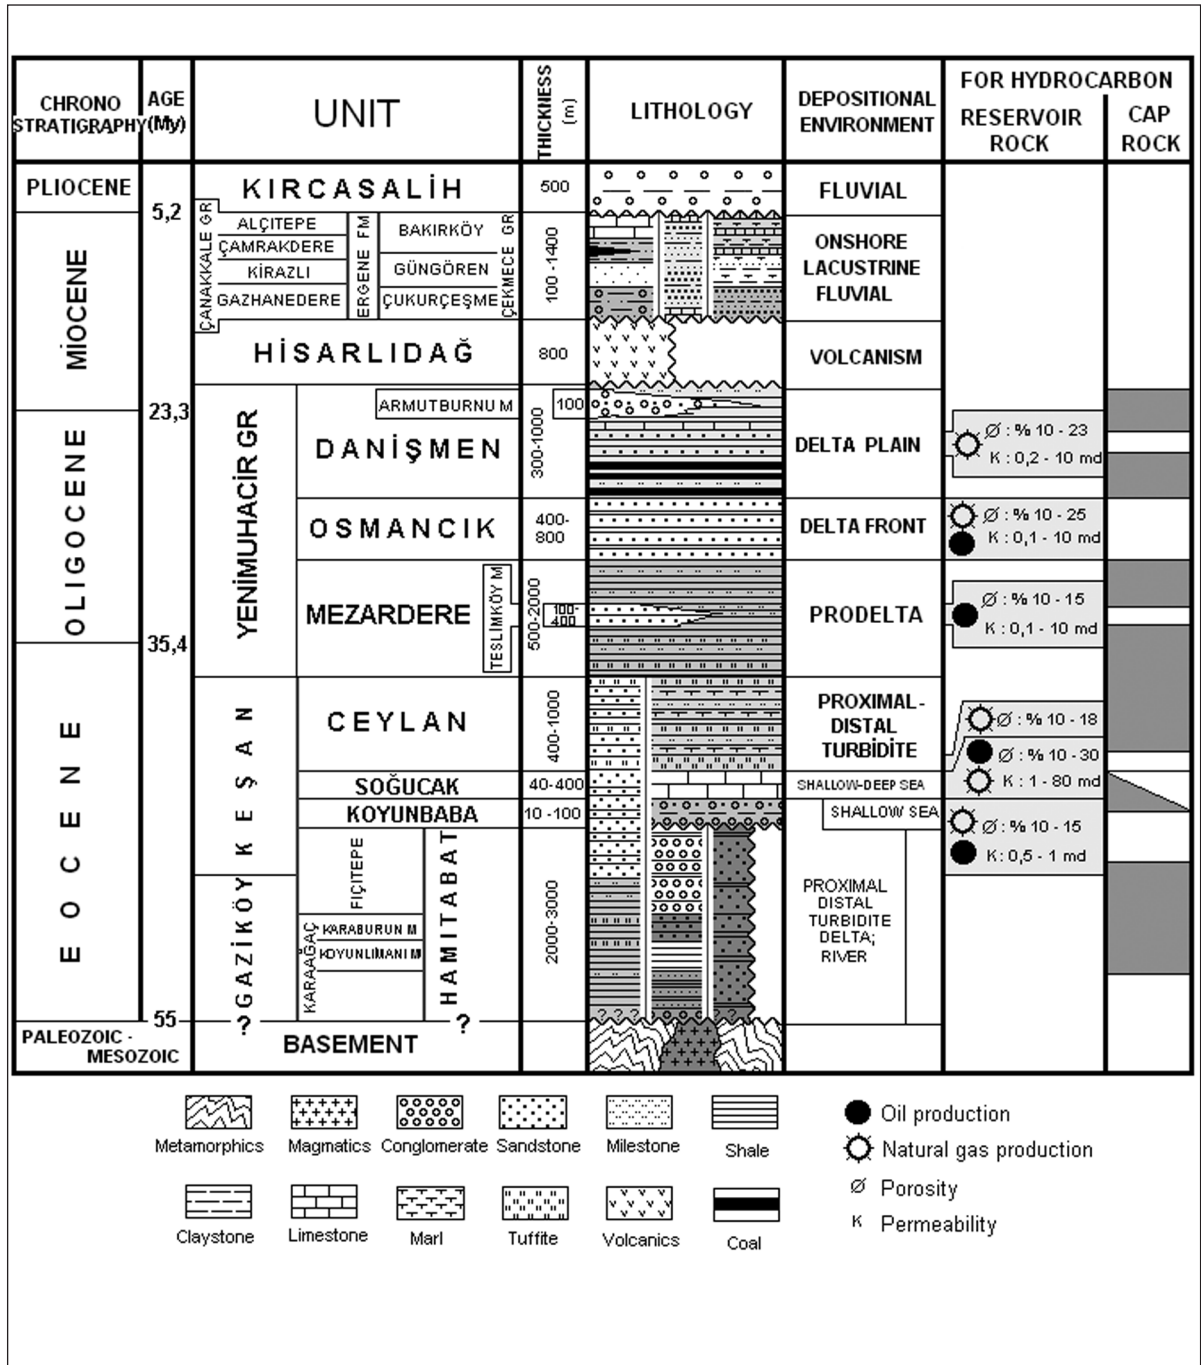 CHRONO
STRATIGRAPHY
AGE
(My)
UNIT
THICKNESS
(m)
LITHOLOGY
DEPOSITIONAL
ENVIRONMENT
FOR HYDROCARBON
RESERVOIR
ROCK
CAP
ROCK
PLIOCENE
5,2
KIRCASALİH
500
FLUVIAL
MİOCENE
ÇANAKKALE GR
ALÇITEPE
ÇAMRAKDERE
KİRAZLI
GAZHANEDERE
ERGENE FM
BAKIRKÖY
GÜNGÖREN
ÇUKURÇEŞME
ÇEKMECE GR
100 -1400
ONSHORE
LACUSTRINE
FLUVIAL
HİSARLIDAĞ
800
VOLCANISM
23,3
OLIGOCENE
YENİMUHACİR GR
ARMUTBURNU M
100
DANİŞMEN
300-1000
DELTA PLAIN
Ø : % 10 - 23
K : 0,2 - 10 md
OSMANCIK
400-
800
DELTA FRONT
Ø : % 10 - 25
K : 0,1 - 10 md
MEZARDERE
TESLİMKÖY M
500-2000
100-
400
PRODELTA
Ø : % 10 - 15
K : 0,1 - 10 md
35,4
EOCENE
KEŞAN
CEYLAN
400-1000
PROXIMAL-
DISTAL
TURBİDİTE
Ø : % 10 - 18
SOĞUCAK
40-400
SHALLOW-DEEP SEA
Ø : % 10 - 30
K : 1 - 80 md
KOYUNBABA
10 -100
SHALLOW SEA
Ø : % 10 - 15
K : 0,5 - 1 md
GAZİKÖY
FIÇITEPE
KARAAĞAÇ
KARABURUN M
KOYUNLIMANI M
HAMITABAT
2000-3000
PROXIMAL
DISTAL
TURBIDITE
DELTA;
RIVER
55
?
?
? ?
PALEOZOIC -
MESOZOIC
BASEMENT
Metamorphics
Magmatics
Conglomerate
Sandstone
Milestone
Shale
Claystone
Limestone
Marl
Tuffite
Volcanics
Coal
Oil production
Natural gas production
Ø Porosity
K Permeability